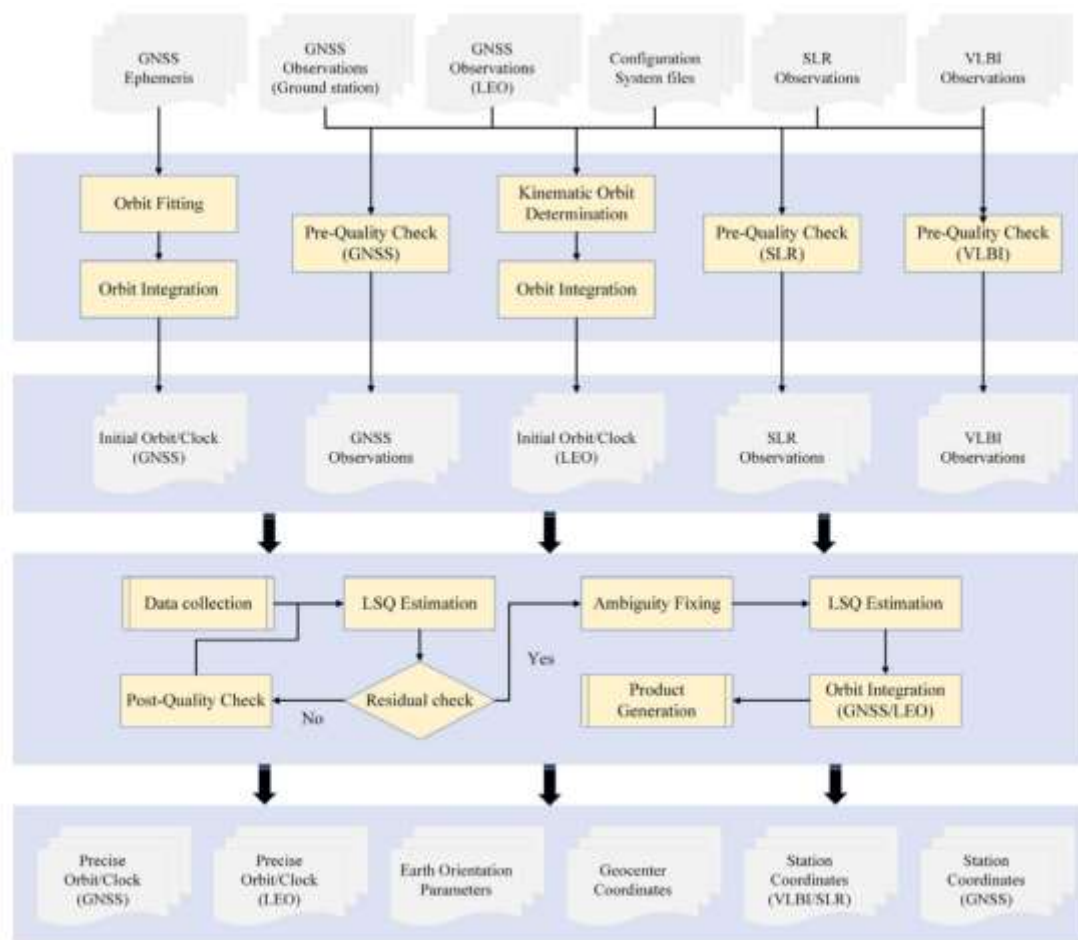 GNSS
Ephemeris
GNSS
Observations
(Ground station)
GNSS
Observations
(LEO)
Configuration
System files
SLR
Observations
VLBI
Observations
Orbit Fitting
Orbit Integration
Pre-Quality Check
(GNSS)
Kinematic Orbit
Determination
Orbit Integration
Pre-Quality Check
(SLR)
Pre-Quality Check
(VLBI)
Initial Orbit/Clock
(GNSS)
GNSS
Observations
Initial Orbit/Clock
(LEO)
SLR
Observations
VLBI
Observations
Data collection
LSQ Estimation
Ambiguity Fixing
LSQ Estimation
Yes
Post-Quality Check
No
Residual check
Product
Generation
Orbit Integration
(GNSS/LEO)
Precise
Orbit/Clock
(GNSS)
Precise
Orbit/Clock
(LEO)
Earth Orientation
Parameters
Geocenter
Coordinates
Station
Coordinates
(VLBI/SLR)
Station
Coordinates
(GNSS)